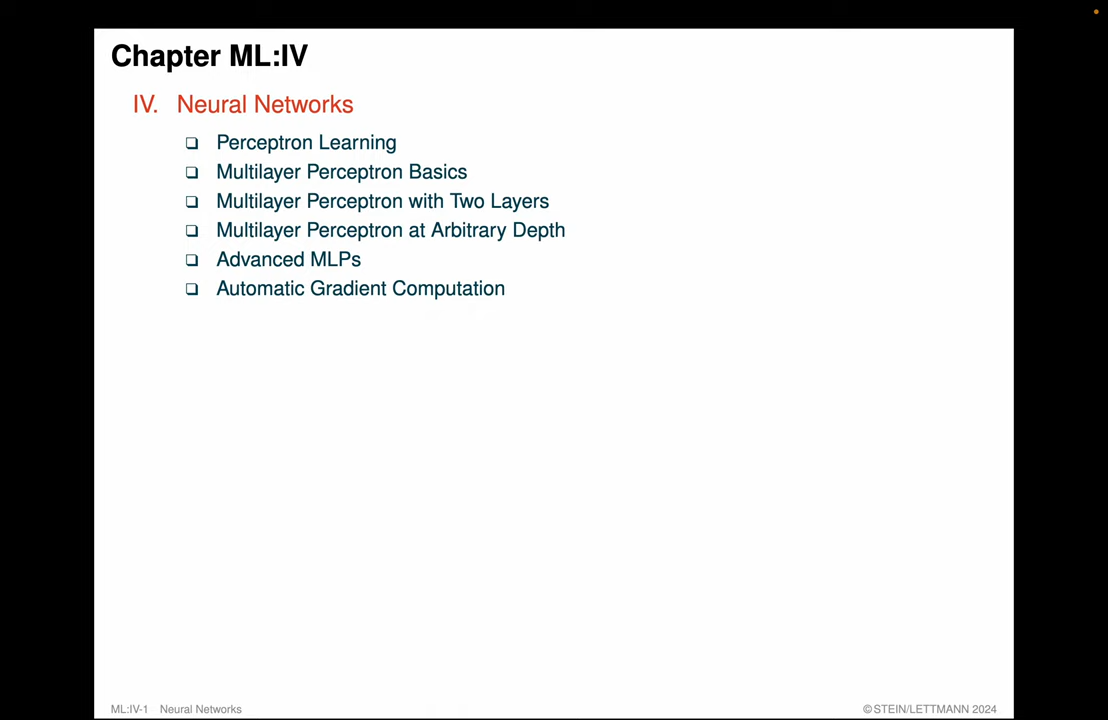 Chapter ML:IV
IV. Neural Networks
❑ Perceptron Learning
❑ Multilayer Perceptron Basics
❑ Multilayer Perceptron with Two Layers
❑ Multilayer Perceptron at Arbitrary Depth
❑ Advanced MLPs
❑ Automatic Gradient Computation
ML:IV-1 Neural Networks
©STEIN/LETTMANN 2024